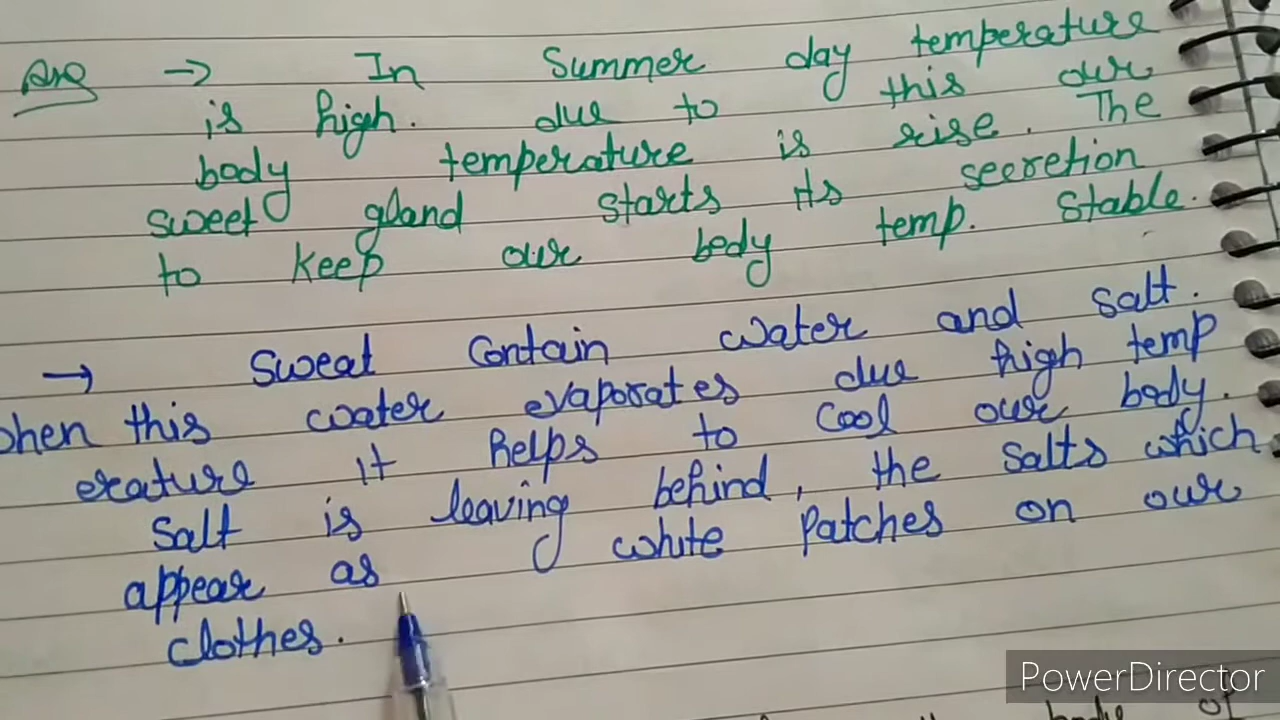 Ans → In Summer day temperature
is high. due to this our
body temperature is rise. The
sweet gland starts its secretion
to keep our body temp. stable.
→ Sweat contain water and salt.
when this water evaporates due high temp
erature it helps to cool our body.
salt is leaving behind, the salts which
appear as white patches on our
clothes.
of
PowerDirector